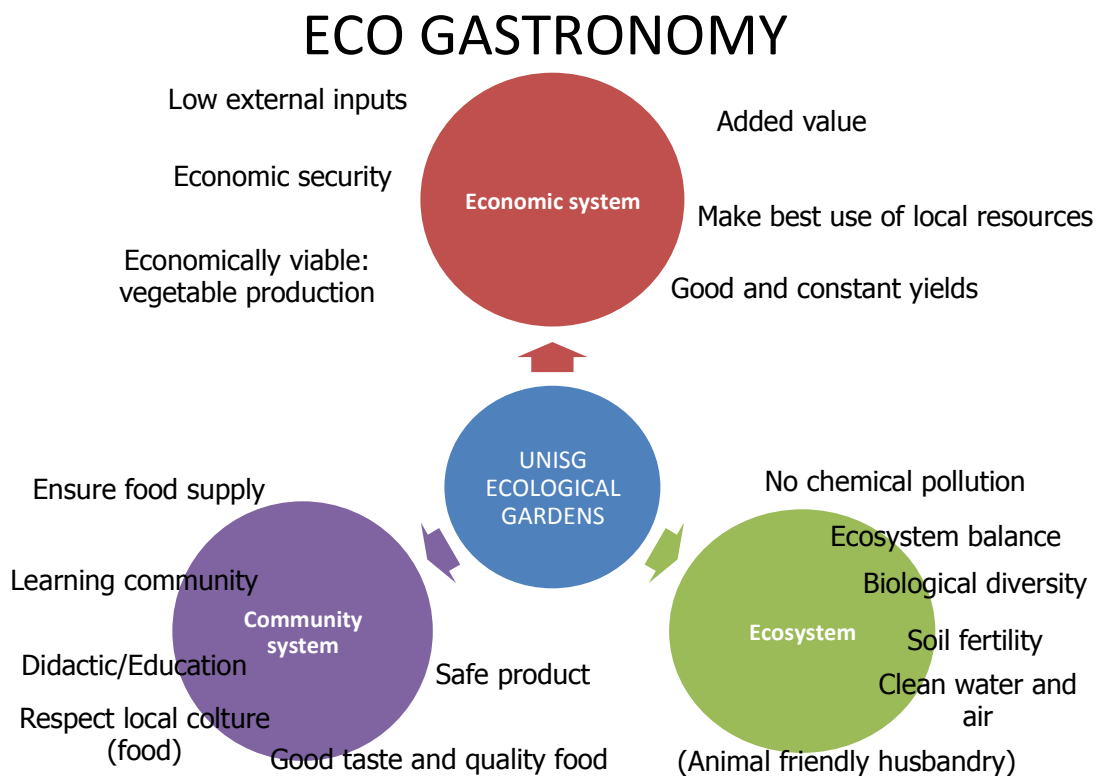 ECO GASTRONOMY
Low external inputs
Added value
Economic security
Economic system
Make best use of local resources
Economically viable:
vegetable production
Good and constant yields
UNISG
ECOLOGICAL
GARDENS
Ensure food supply
Learning community
Community
system
Didactic/Education
Safe product
Respect local colture
(food)
Good taste and quality food
No chemical pollution
Ecosystem balance
Biological diversity
Ecosystem
Soil fertility
Clean water and
air
(Animal friendly husbandry)